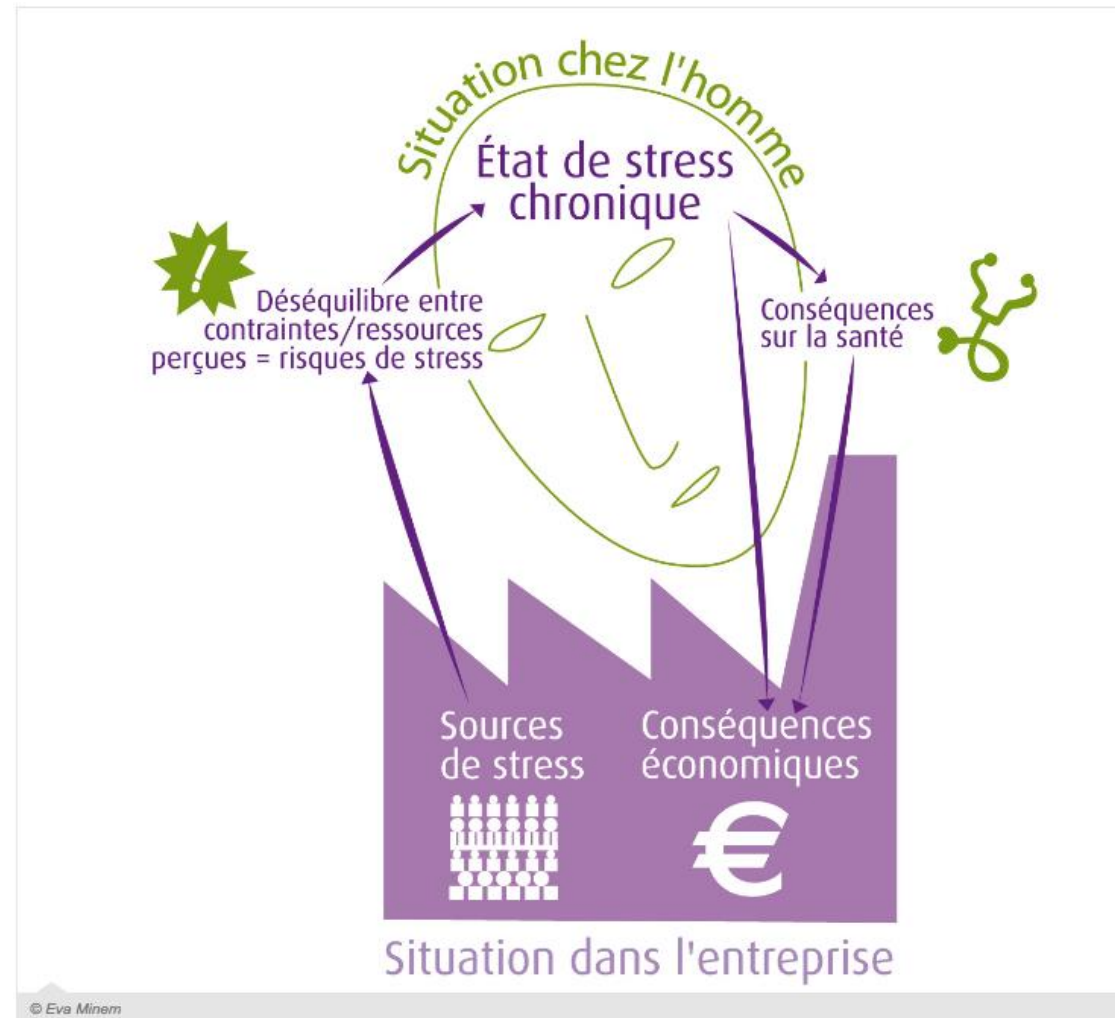 Situation chez l'homme
État de stress
chronique
!
Déséquilibre entre
contraintes/ressources
perçues = risques de stress
Conséquences
sur la santé
Sources
de stress
Conséquences
économiques
€
Situation dans l'entreprise
© Eva Minem